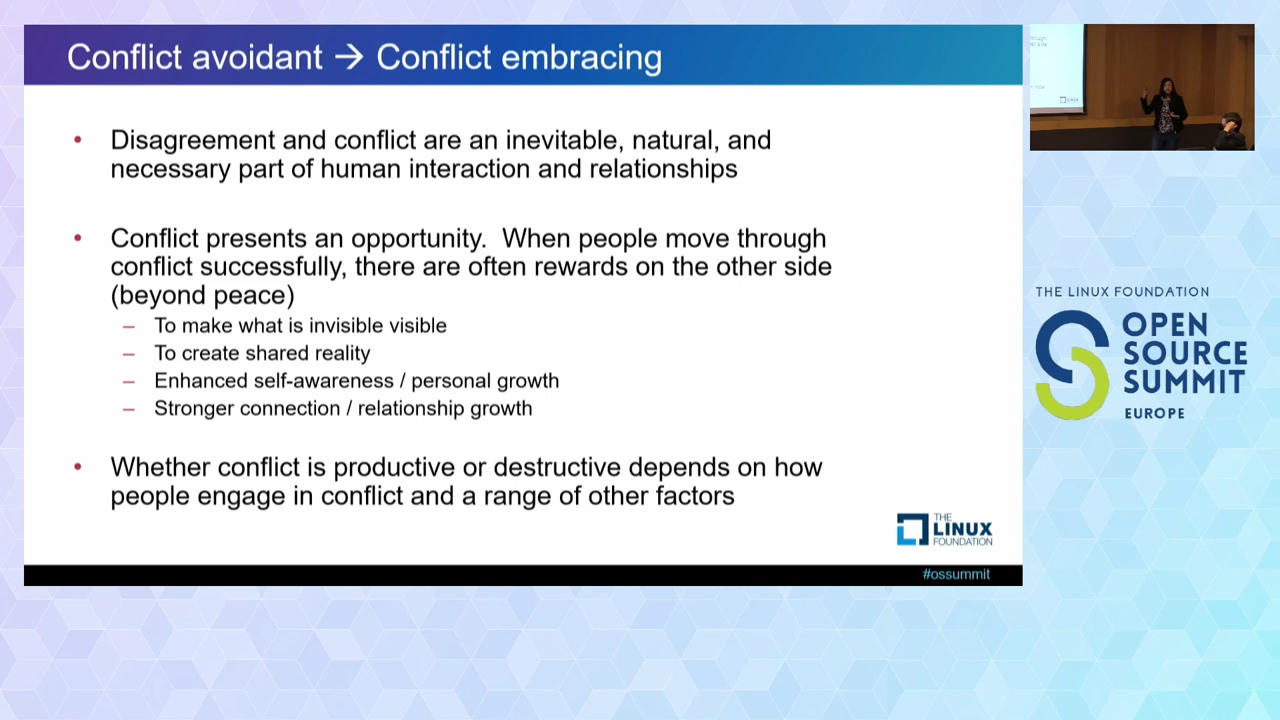 Conflict avoidant → Conflict embracing
• Disagreement and conflict are an inevitable, natural, and
necessary part of human interaction and relationships
• Conflict presents an opportunity. When people move through
conflict successfully, there are often rewards on the other side
(beyond peace)
– To make what is invisible visible
– To create shared reality
– Enhanced self-awareness / personal growth
– Stronger connection / relationship growth
• Whether conflict is productive or destructive depends on how
people engage in conflict and a range of other factors
THE
LINUX
FOUNDATION
#ossummit
THE LINUX FOUNDATION
OPEN
SOURCE
SUMMIT
EUROPE